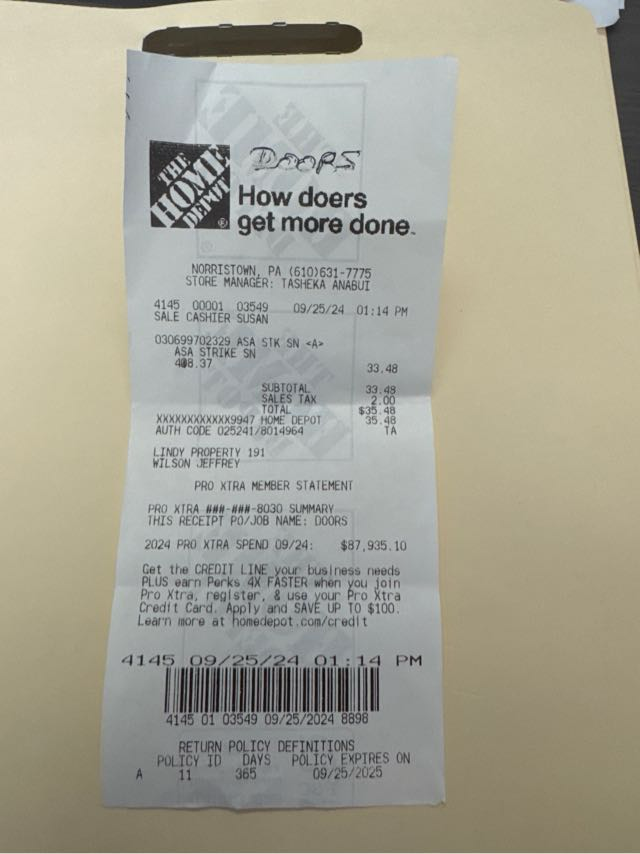 DOORS
THE HOME DEPOT®
How doers
get more done™
NORRISTOWN, PA (610)631-7775
STORE MANAGER: TASHEKA ANABUI
4145 00001 03549 09/25/24 01:14 PM
SALE CASHIER SUSAN
030699702329 ASA STK SN <A>
ASA STRIKE SN
4@8.37 33.48
SUBTOTAL 33.48
SALES TAX 2.00
TOTAL $35.48
XXXXXXXXXXXX9947 HOME DEPOT 35.48
AUTH CODE 025241/8014964 TA
LINDY PROPERTY 191
WILSON JEFFREY
PRO XTRA MEMBER STATEMENT
PRO XTRA ###-###-8030 SUMMARY
THIS RECEIPT PO/JOB NAME: DOORS
2024 PRO XTRA SPEND 09/24: $87,935.10
Get the CREDIT LINE your business needs
PLUS earn Perks 4X FASTER when you join
Pro Xtra, register, & use your Pro Xtra
Credit Card. Apply and SAVE UP TO $100.
Learn more at homedepot.com/credit
4145 09/25/24 01:14 PM
4145 01 03549 09/25/2024 8898
RETURN POLICY DEFINITIONS
POLICY ID DAYS POLICY EXPIRES ON
A 11 365 09/25/2025